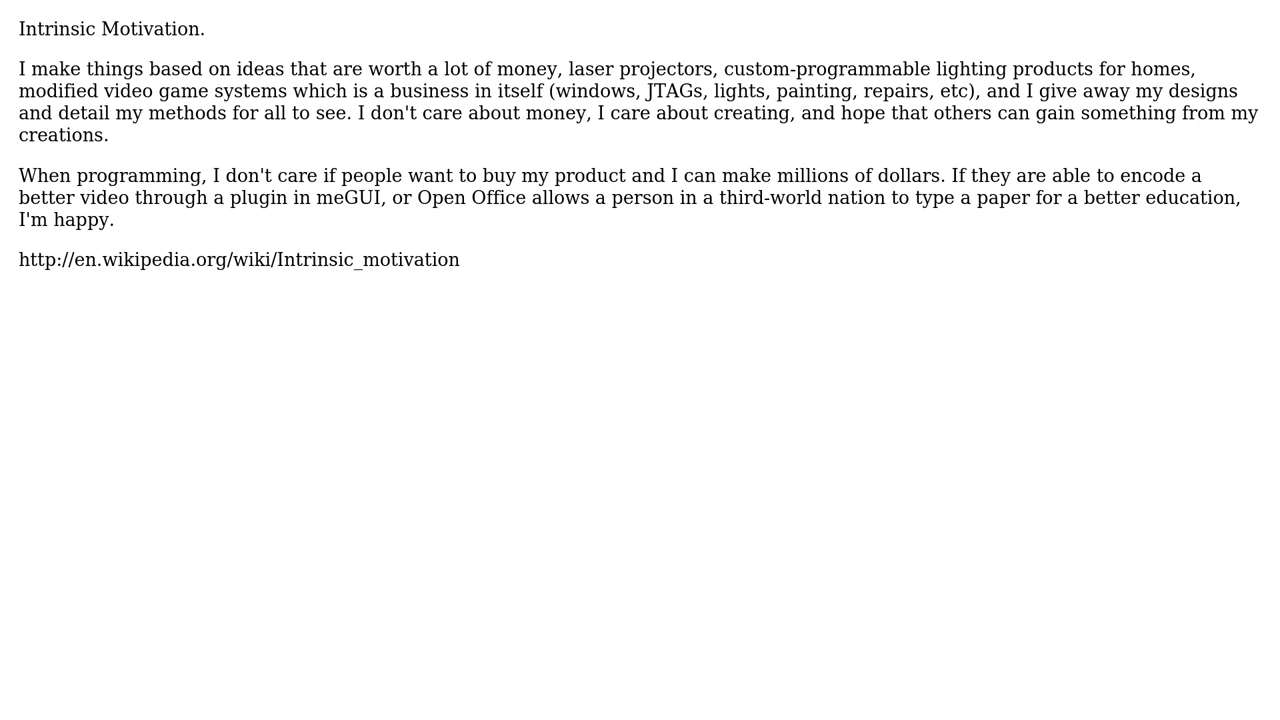 Intrinsic Motivation.
I make things based on ideas that are worth a lot of money, laser projectors, custom-programmable lighting products for homes,
modified video game systems which is a business in itself (windows, JTAGs, lights, painting, repairs, etc), and I give away my designs
and detail my methods for all to see. I don't care about money, I care about creating, and hope that others can gain something from my
creations.
When programming, I don't care if people want to buy my product and I can make millions of dollars. If they are able to encode a
better video through a plugin in meGUI, or Open Office allows a person in a third-world nation to type a paper for a better education,
I'm happy.
http://en.wikipedia.org/wiki/Intrinsic_motivation